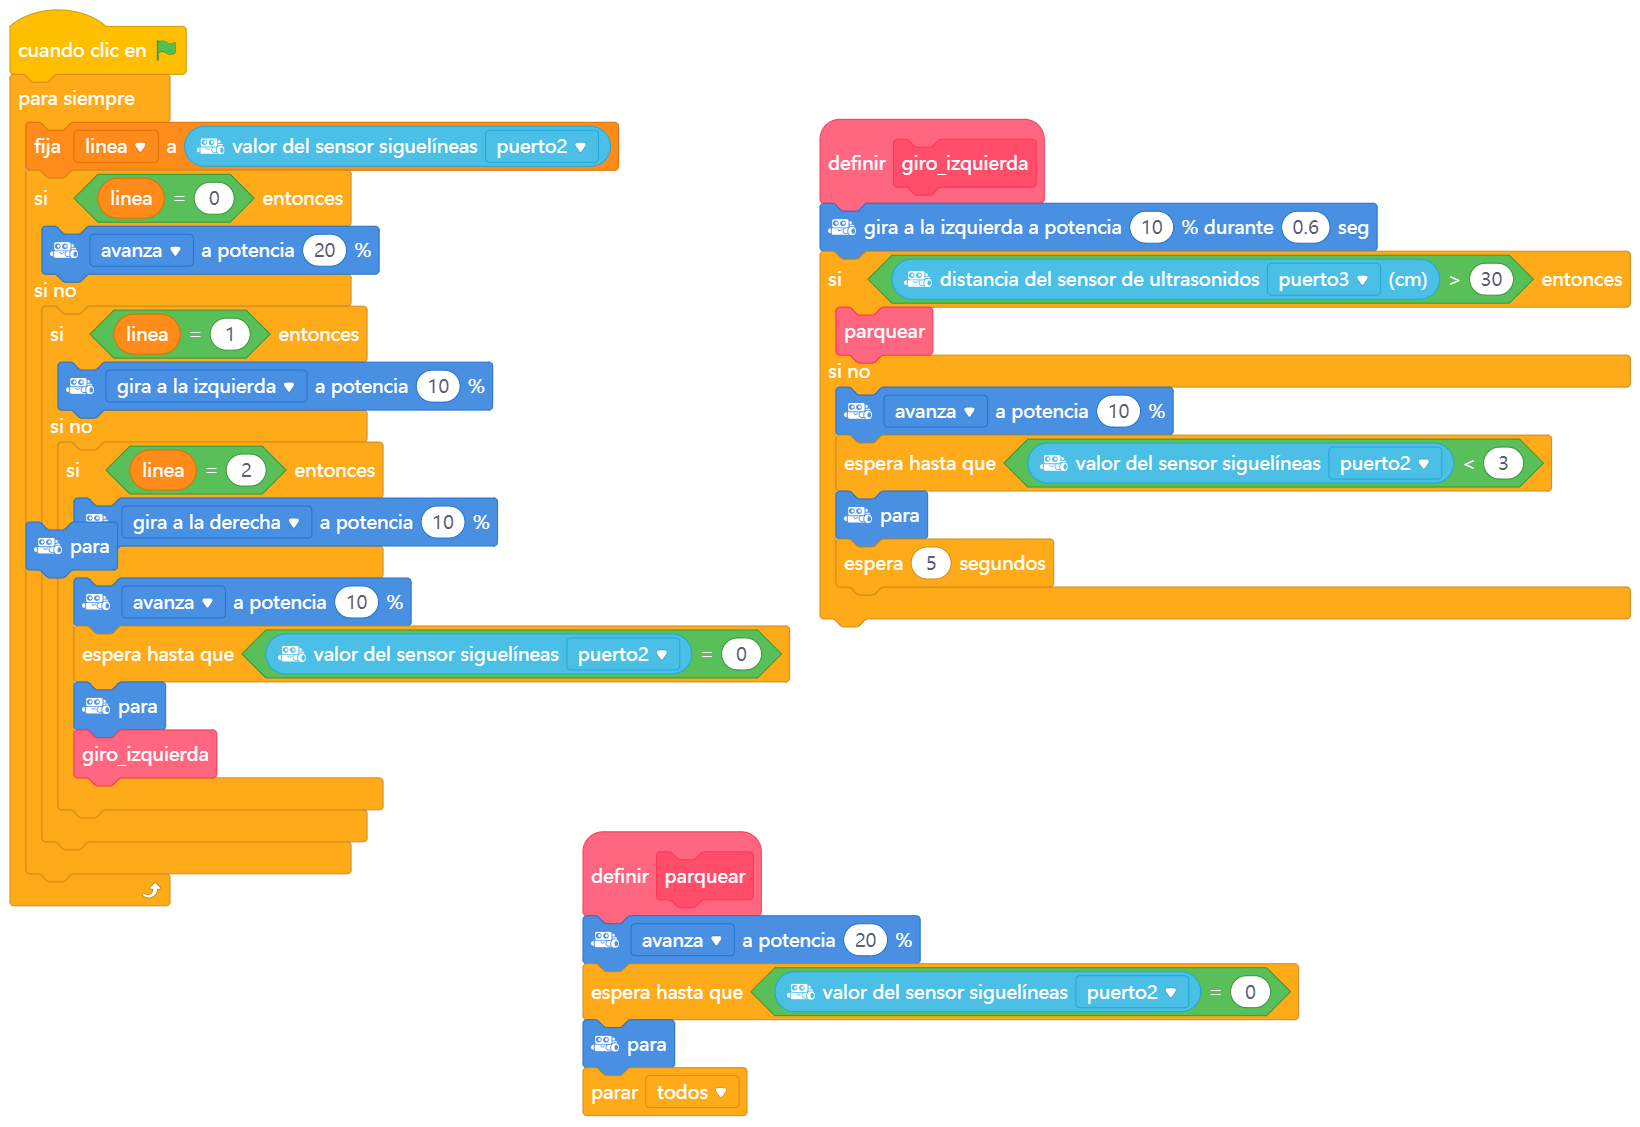 cuando clic en
para siempre
fija linea a valor del sensor siguelíneas puerto2
si linea = 0 entonces
avanza a potencia 20 %
si no
si linea = 1 entonces
gira a la izquierda a potencia 10 %
si no
si linea = 2 entonces
gira a la derecha a potencia 10 %
para
avanza a potencia 10 %
espera hasta que valor del sensor siguelíneas puerto2 = 0
para
giro_izquierda
definir giro_izquierda
gira a la izquierda a potencia 10 % durante 0.6 seg
si distancia del sensor de ultrasonidos puerto3 (cm) > 30 entonces
parquear
si no
avanza a potencia 10 %
espera hasta que valor del sensor siguelíneas puerto2 < 3
para
espera 5 segundos
definir parquear
avanza a potencia 20 %
espera hasta que valor del sensor siguelíneas puerto2 = 0
para
parar todos